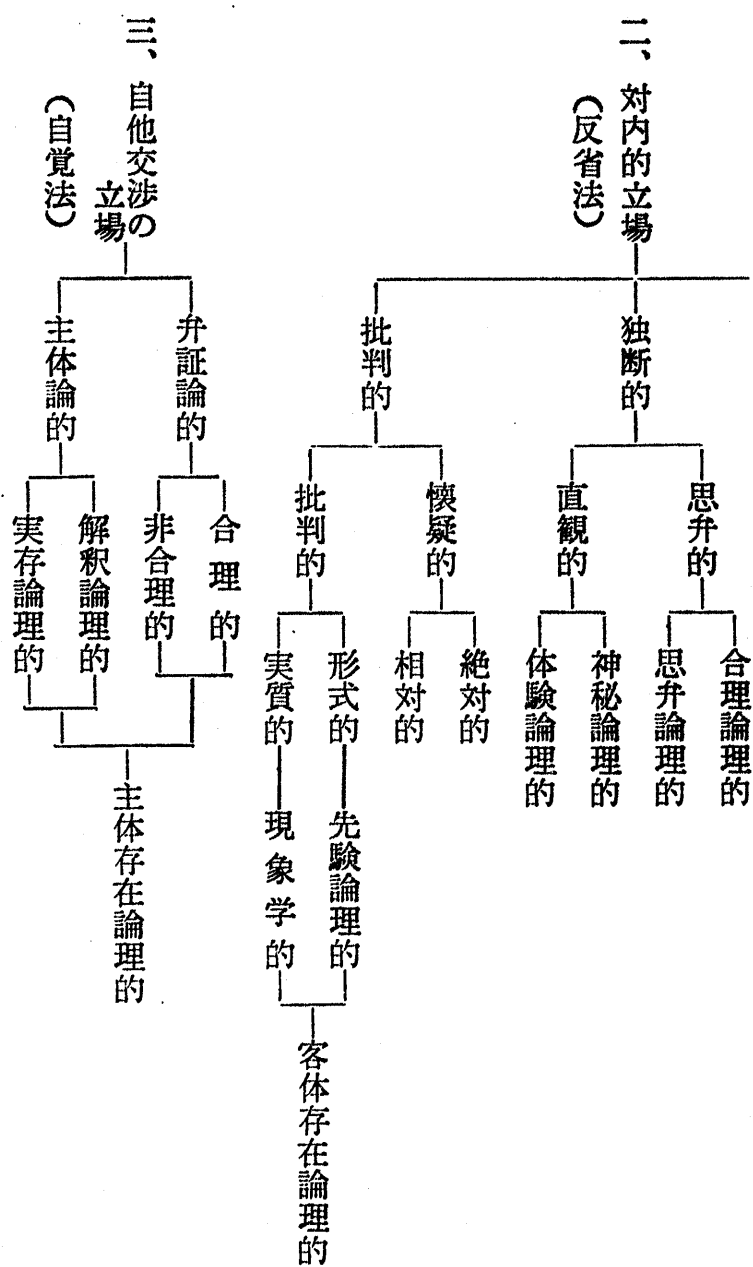 二、対内的立場
(反省法)
独断的
思弁的
合理論理的
思弁論理的
直観的
神秘論理的
体験論理的
批判的
懐疑的
絶対的
相対的
批判的
形式的
先験論理的
実質的
現象学的
客体存在論理的
三、自他交渉の
立場
(自覚法)
弁証論的
合理的
非合理的
主体論的
解釈論理的
実存論理的
主体存在論理的